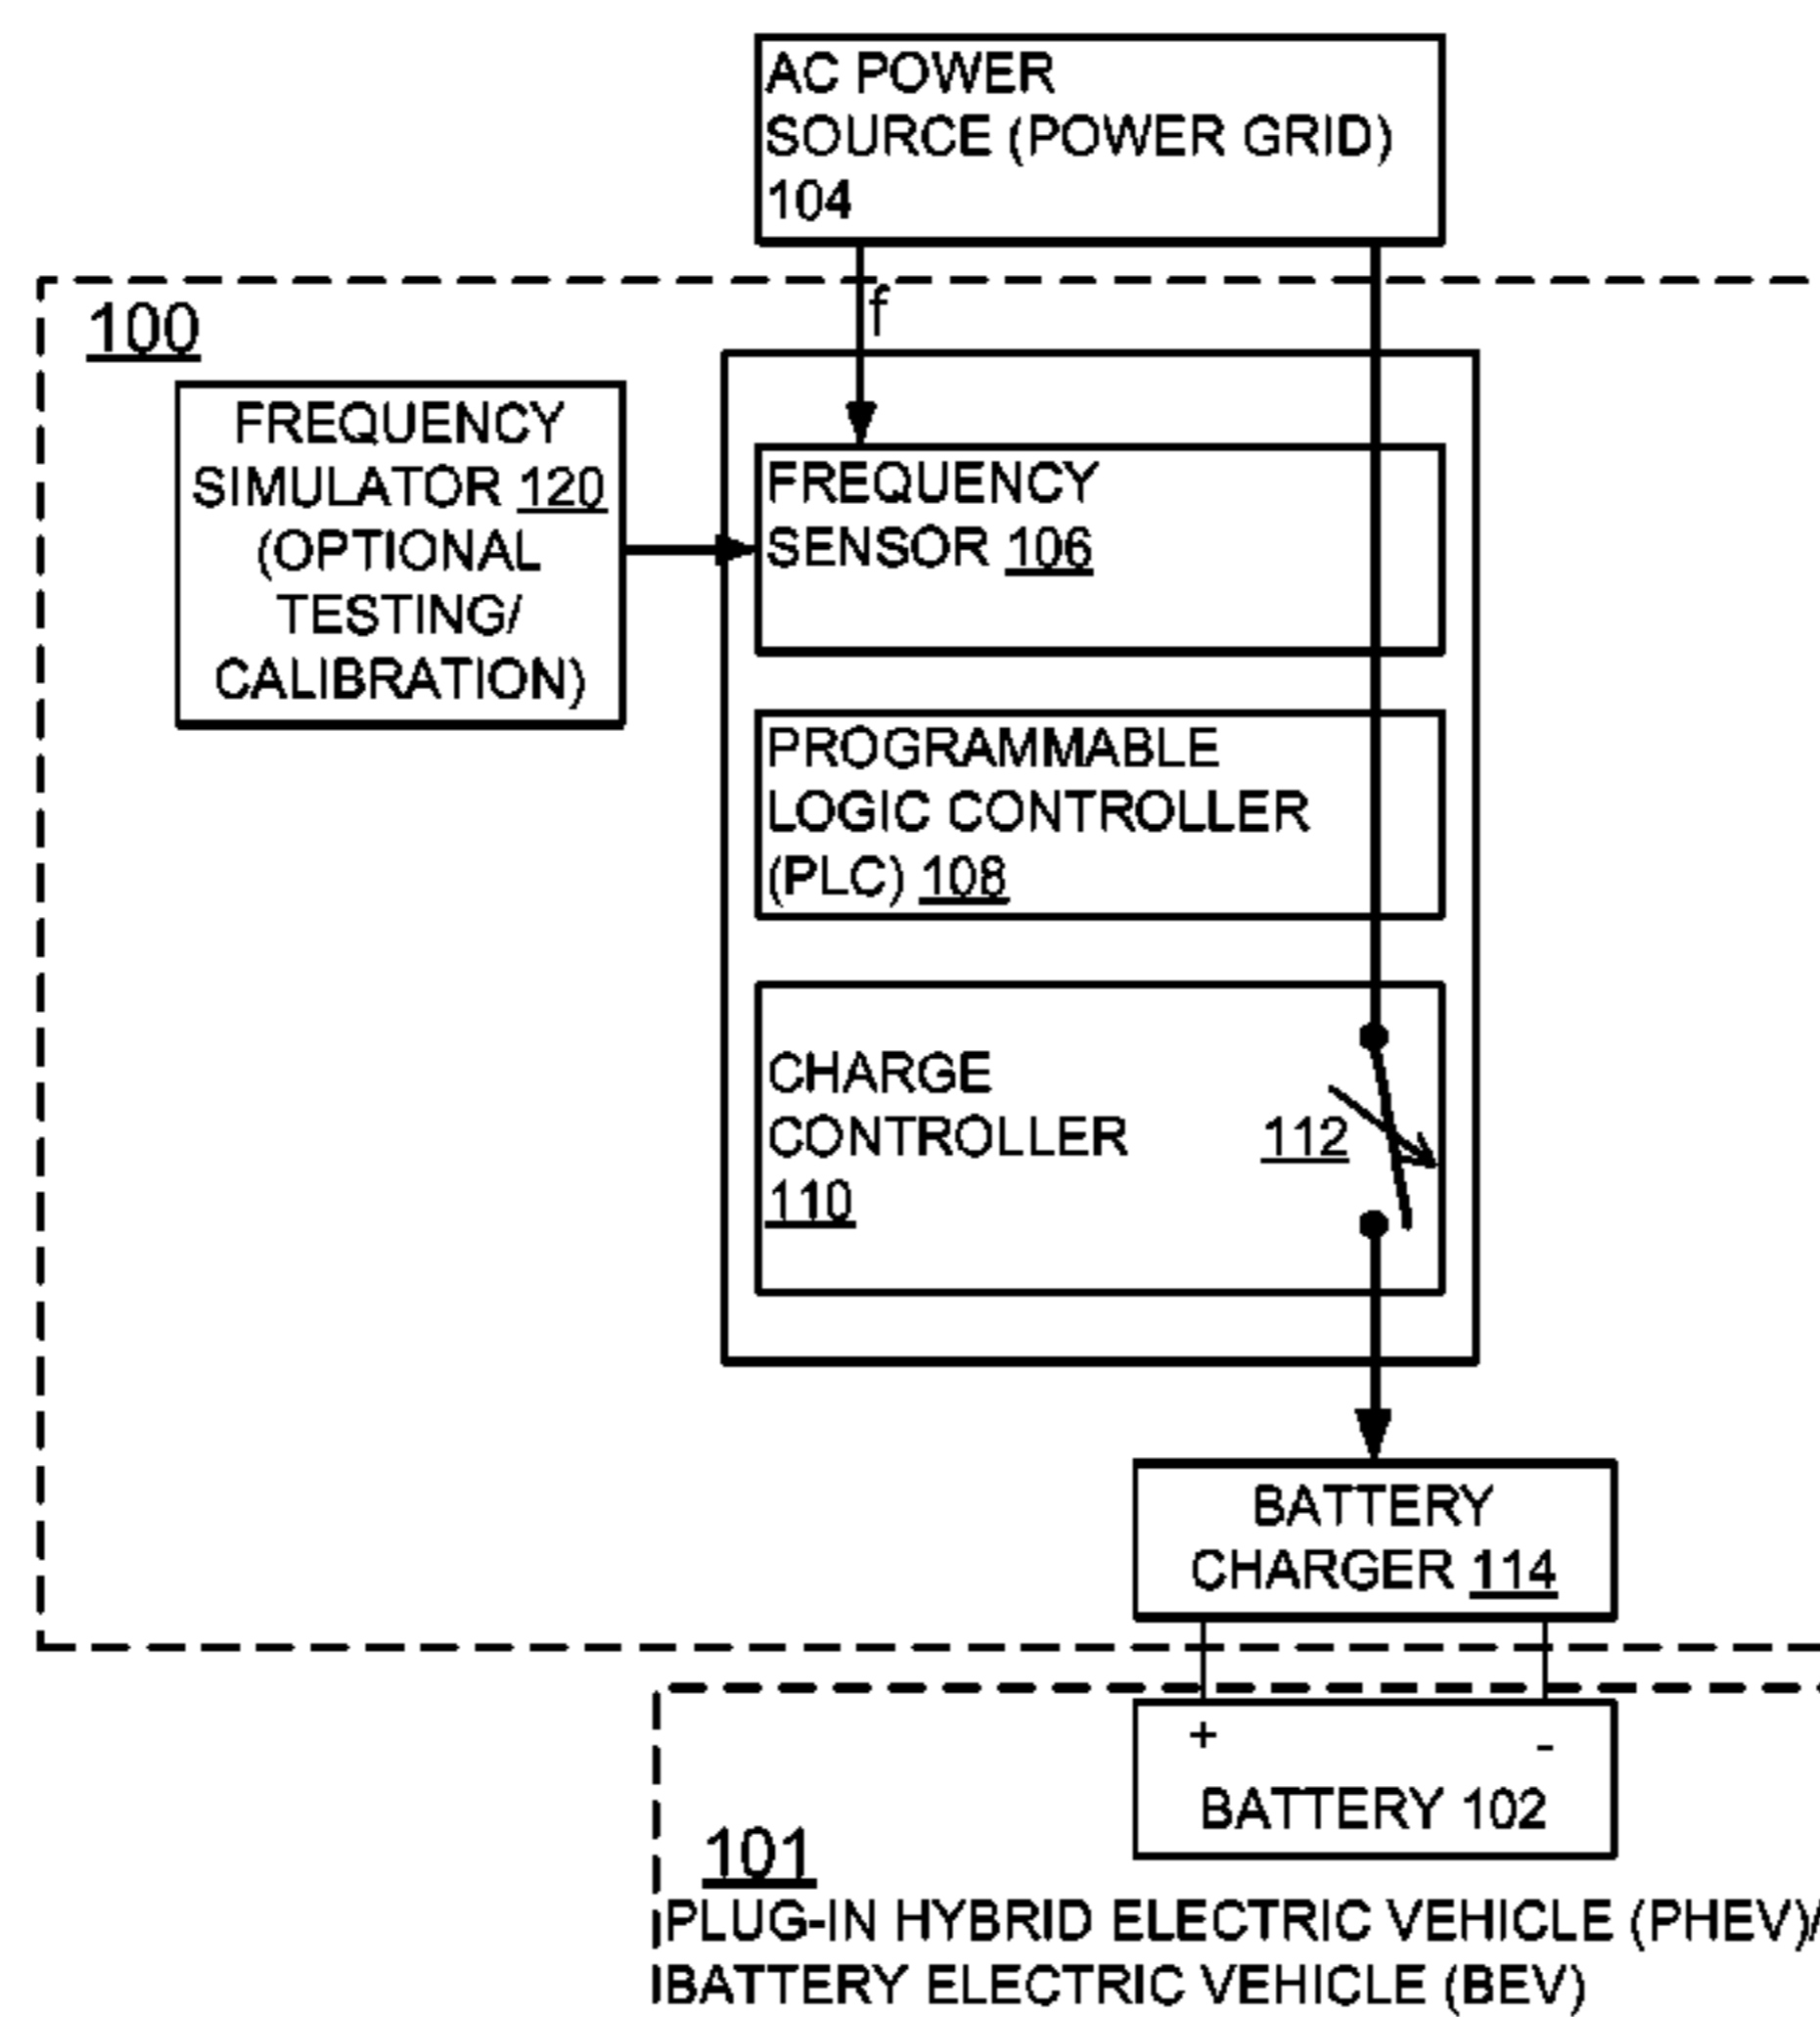 AC POWER
SOURCE (POWER GRID)
104
f
100
FREQUENCY
SIMULATOR 120
(OPTIONAL
TESTING/
CALIBRATION)
FREQUENCY
SENSOR 106
PROGRAMMABLE
LOGIC CONTROLLER
(PLC) 108
CHARGE
CONTROLLER
110
112
BATTERY
CHARGER 114
+ -
BATTERY 102
101
PLUG-IN HYBRID ELECTRIC VEHICLE (PHEV)/
BATTERY ELECTRIC VEHICLE (BEV)